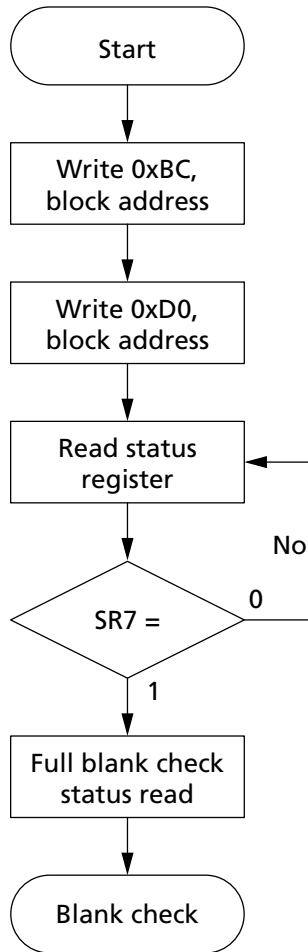 Start
Write 0xBC,
block address
Write 0xD0,
block address
Read status
register
No
SR7 =
0
1
Full blank check
status read
Blank check